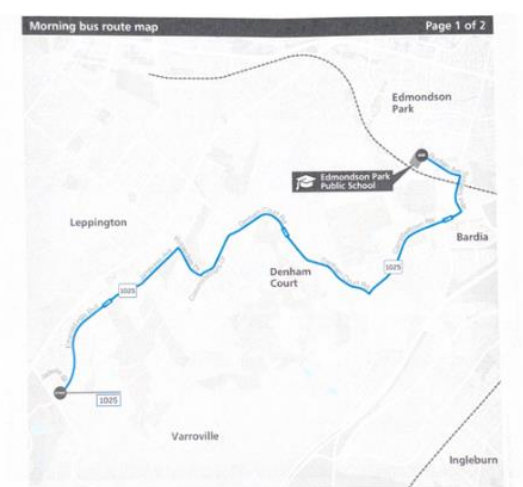 Morning bus route map
Page 1 of 2
Edmondson
Park
Edmondson Park
Public School
Leppington
Bardia
Denham
Court
1025
1025
1025
Varroville
Ingleburn